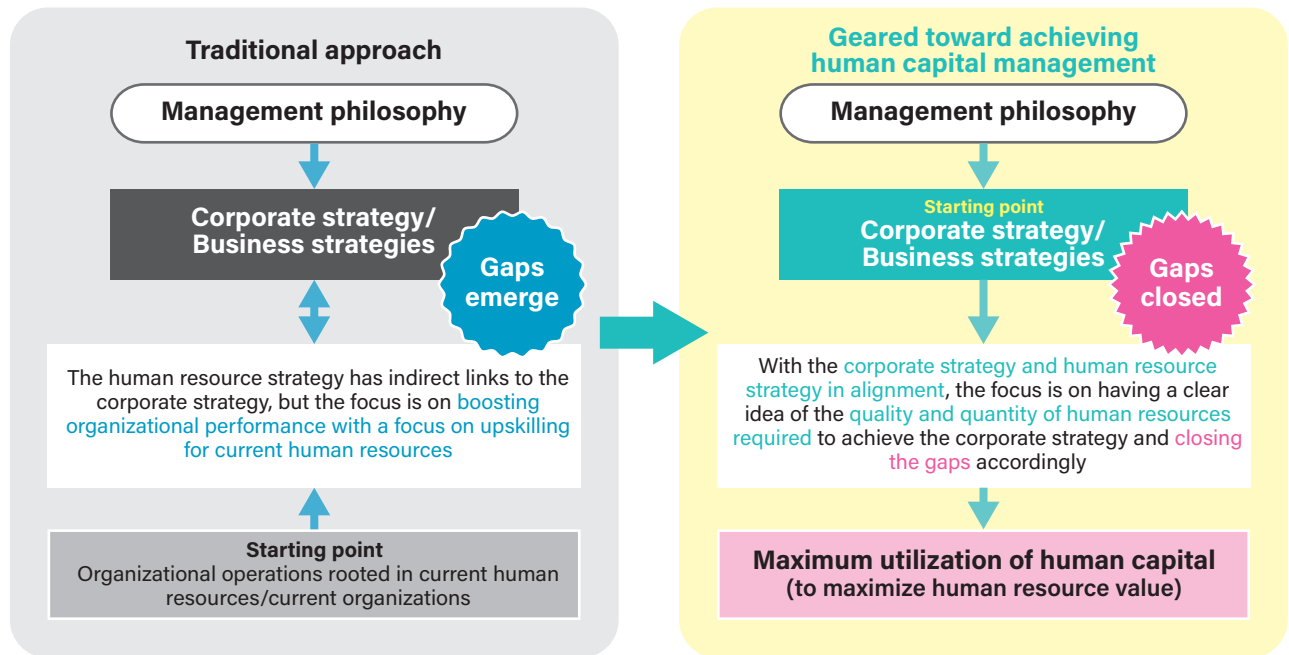 Traditional approach
Management philosophy
Corporate strategy/
Business strategies
Gaps
emerge
The human resource strategy has indirect links to the
corporate strategy, but the focus is on boosting
organizational performance with a focus on upskilling
for current human resources
Starting point
Organizational operations rooted in current human
resources/current organizations
Geared toward achieving
human capital management
Management philosophy
Starting point
Corporate strategy/
Business strategies
Gaps
closed
With the corporate strategy and human resource
strategy in alignment, the focus is on having a clear
idea of the quality and quantity of human resources
required to achieve the corporate strategy and closing
the gaps accordingly
Maximum utilization of human capital
(to maximize human resource value)